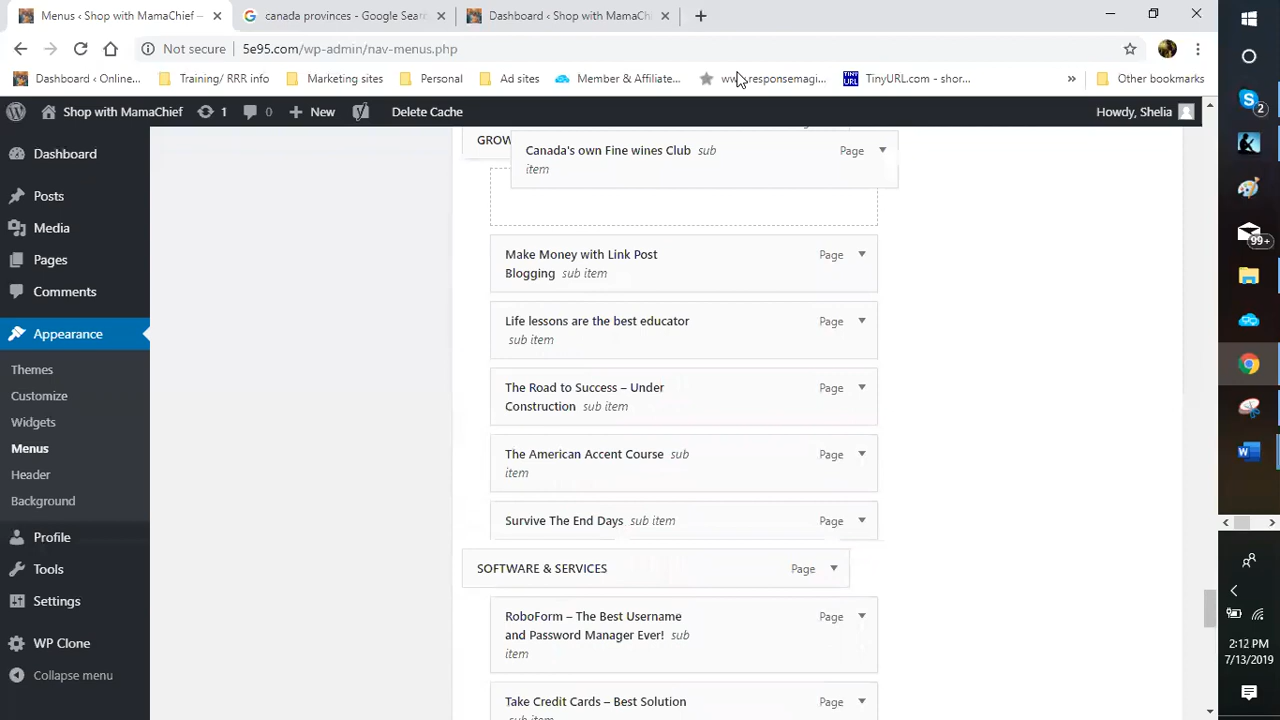 Menus ‹ Shop with MamaChief –
canada provinces - Google Sear
Dashboard ‹ Shop with MamaCh
Not secure
5e95.com/wp-admin/nav-menus.php
Dashboard ‹ Online...
Training/ RRR info
Marketing sites
Personal
Ad sites
Member & Affiliate...
TinyURL.com - shor...
»
Other bookmarks
Shop with MamaChief
1
0
New
Delete Cache
Howdy, Shelia
Dashboard
Posts
Media
Pages
Comments
Appearance
Themes
Customize
Widgets
Menus
Header
Background
Profile
Tools
Settings
WP Clone
Collapse menu
GROW
Canada's own Fine wines Club sub
item
Page
Make Money with Link Post
Blogging sub item
Page
Life lessons are the best educator
sub item
Page
The Road to Success – Under
Construction sub item
Page
The American Accent Course sub
item
Page
Survive The End Days sub item
Page
SOFTWARE & SERVICES
Page
RoboForm – The Best Username
and Password Manager Ever! sub
item
Page
Take Credit Cards – Best Solution
sub item
Page
TINY
URL
2
99+
2:12 PM
7/13/2019